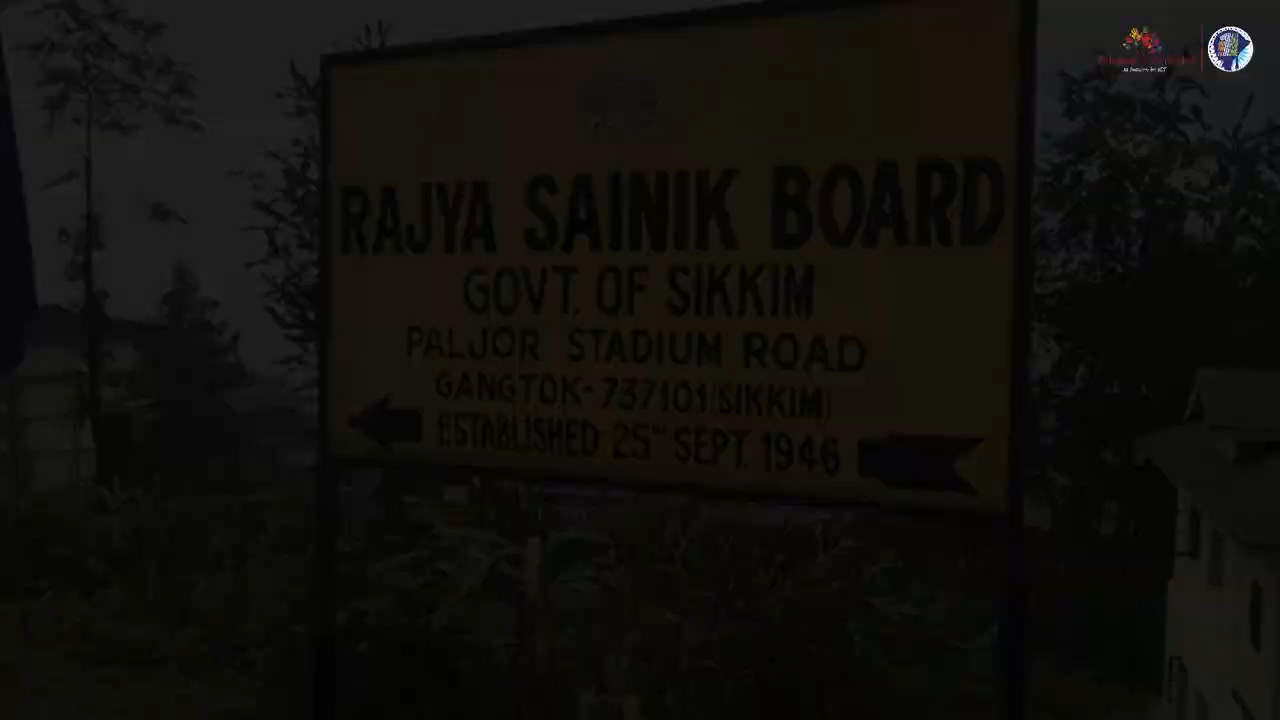 RAJYA SAINIK BOARD
GOVT. OF SIKKIM
PALJOR STADIUM ROAD
GANGTOK-737101(SIKKIM)
ESTABLISHED 25TH SEPT. 1946